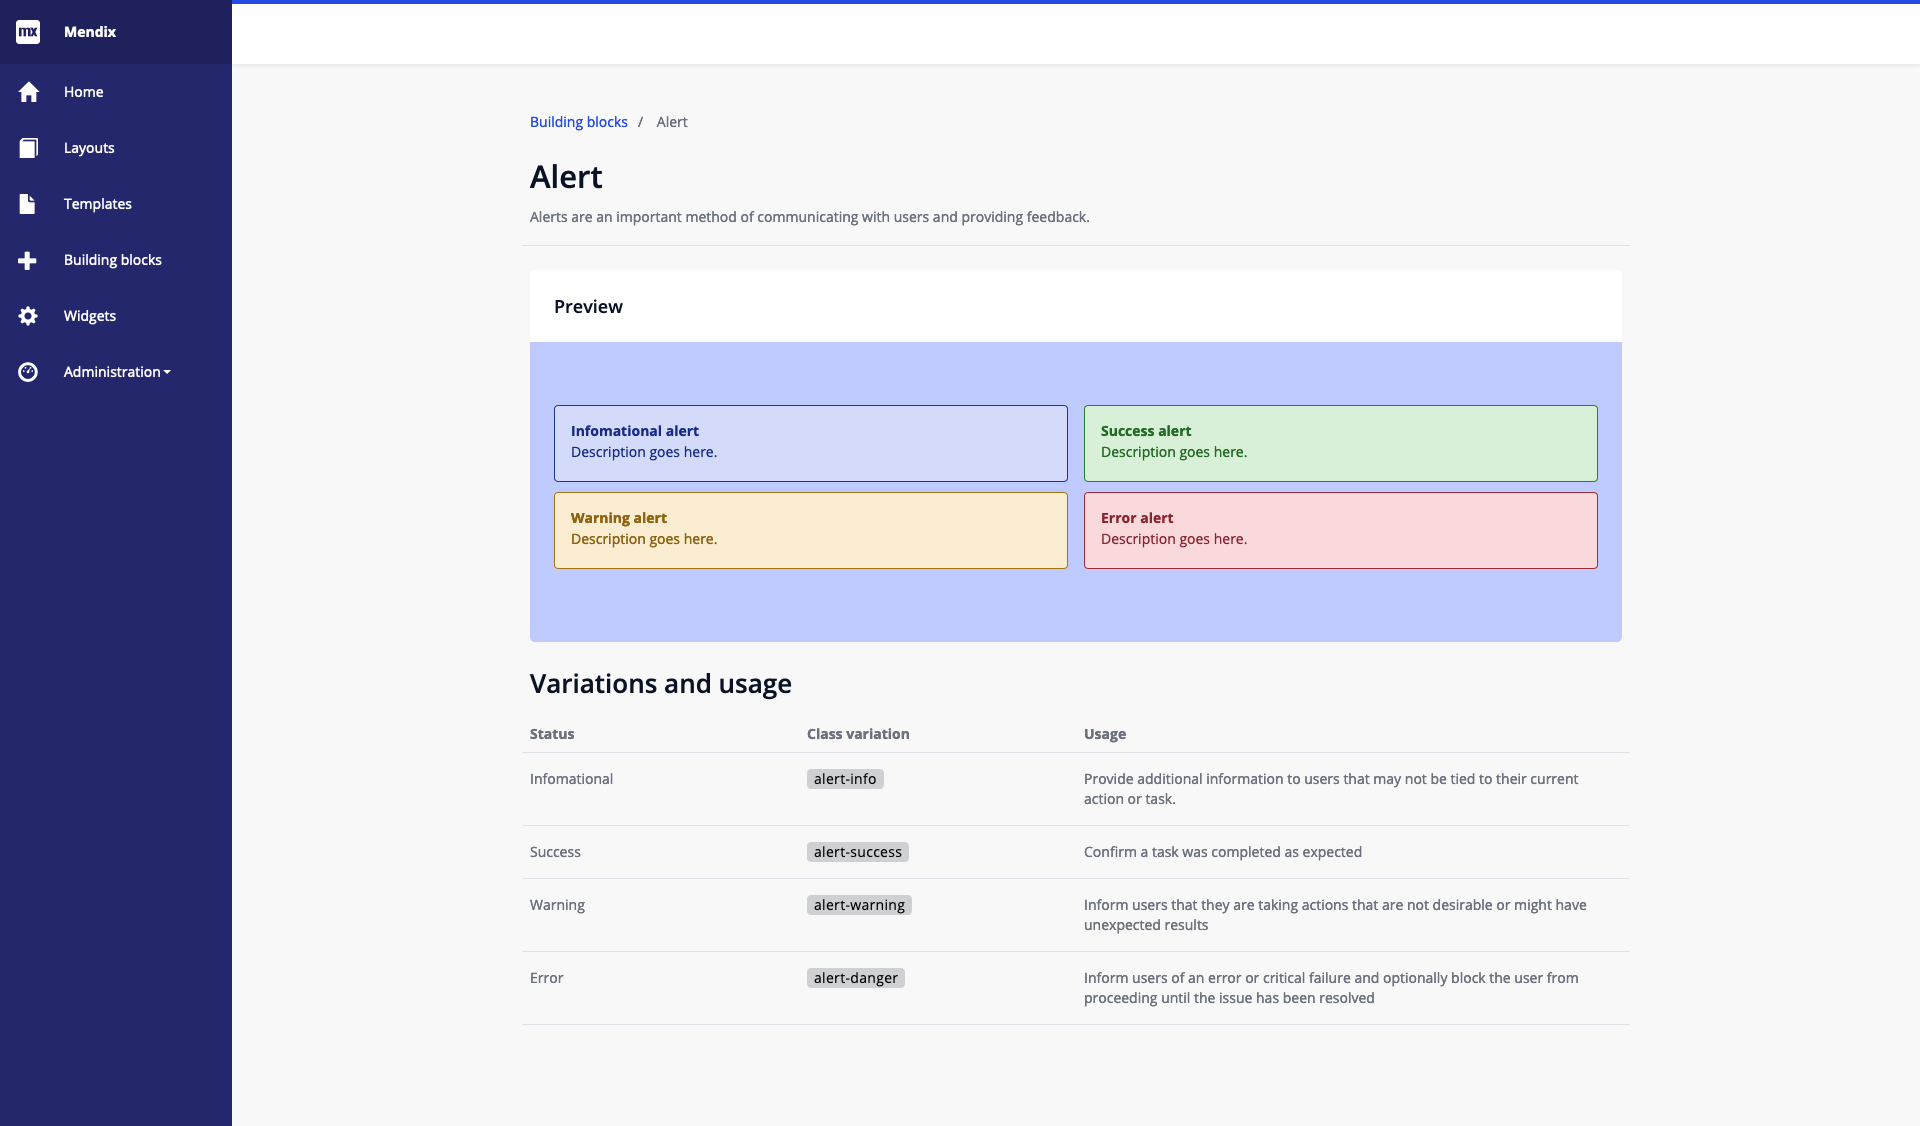 mx Mendix
Home
Layouts
Templates
Building blocks
Widgets
Administration
Building blocks / Alert
Alert
Alerts are an important method of communicating with users and providing feedback.
Preview
Infomational alert
Description goes here.
Success alert
Description goes here.
Warning alert
Description goes here.
Error alert
Description goes here.
Variations and usage
Status Class variation Usage
Infomational alert-info Provide additional information to users that may not be tied to their current
action or task.
Success alert-success Confirm a task was completed as expected
Warning alert-warning Inform users that they are taking actions that are not desirable or might have
unexpected results
Error alert-danger Inform users of an error or critical failure and optionally block the user from
proceeding until the issue has been resolved